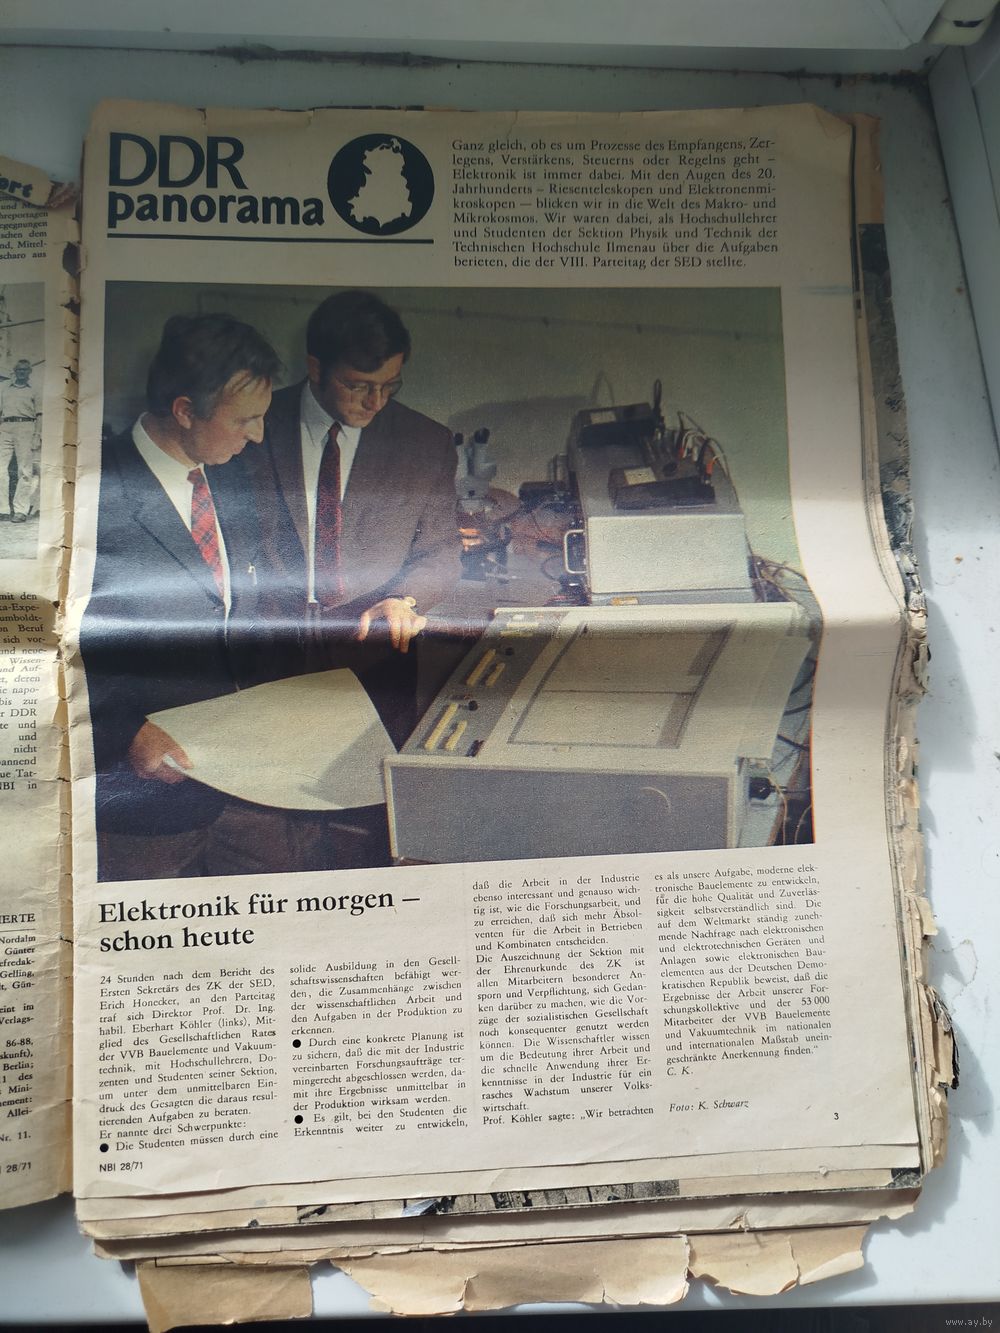 DDR
panorama
Ganz gleich, ob es um Prozesse des Empfangens, Zer-
legens, Verstärkens, Steuerns oder Regelns geht –
Elektronik ist immer dabei. Mit den Augen des 20.
Jahrhunderts – Riesenteleskopen und Elektronenmi-
kroskopen — blicken wir in die Welt des Makro- und
Mikrokosmos. Wir waren dabei, als Hochschullehrer
und Studenten der Sektion Physik und Technik der
Technischen Hochschule Ilmenau über die Aufgaben
berieten, die der VIII. Parteitag der SED stellte.
Elektronik für morgen –
schon heute
24 Stunden nach dem Bericht des
Ersten Sekretärs des ZK der SED,
Erich Honecker, an den Parteitag
traf sich Direktor Prof. Dr. Ing.
habil. Eberhart Köhler (links), Mit-
glied des Gesellschaftlichen Rates
der VVB Bauelemente und Vakuum-
technik, mit Hochschullehrern, Do-
zenten und Studenten seiner Sektion,
um unter dem unmittelbaren Ein-
druck des Gesagten die daraus resul-
tierenden Aufgaben zu beraten.
Er nannte drei Schwerpunkte:
● Die Studenten müssen durch eine
solide Ausbildung in den Gesell-
schaftswissenschaften befähigt wer-
den, die Zusammenhänge zwischen
der wissenschaftlichen Arbeit und
den Aufgaben in der Produktion zu
erkennen.
● Durch eine konkrete Planung ist
zu sichern, daß die mit der Industrie
vereinbarten Forschungsaufträge ter-
mingerecht abgeschlossen werden, da-
mit ihre Ergebnisse unmittelbar in
der Produktion wirksam werden.
● Es gilt, bei den Studenten die
Erkenntnis weiter zu entwickeln,
daß die Arbeit in der Industrie
ebenso interessant und genauso wich-
tig ist, wie die Forschungsarbeit, und
zu erreichen, daß sich mehr Absol-
venten für die Arbeit in Betrieben
und Kombinaten entscheiden.
Die Auszeichnung der Sektion mit
der Ehrenurkunde des ZK ist
allen Mitarbeitern besonderer An-
sporn und Verpflichtung, sich Gedan-
ken darüber zu machen, wie die Vor-
züge der sozialistischen Gesellschaft
noch konsequenter genutzt werden
können. Die Wissenschaftler wissen
um die Bedeutung ihrer Arbeit und
die schnelle Anwendung ihrer Er-
kenntnisse in der Industrie für ein
rasches Wachstum unserer Volks-
wirtschaft.
Prof. Köhler sagte: „Wir betrachten
es als unsere Aufgabe, moderne elek-
tronische Bauelemente zu entwickeln,
für die hohe Qualität und Zuverläs-
sigkeit selbstverständlich sind. Die
auf dem Weltmarkt ständig zuneh-
mende Nachfrage nach elektronischen
und elektrotechnischen Geräten und
Anlagen sowie elektronischen Bau-
elementen aus der Deutschen Demo-
kratischen Republik beweist, daß die
Ergebnisse der Arbeit unserer For-
schungskollektive und der 53 000
Mitarbeiter der VVB Bauelemente
und Vakuumtechnik im nationalen
und internationalen Maßstab unein-
geschränkte Anerkennung finden."
C. K.
Foto: K. Schwarz
3
NBI 28/71
28/71
www.ay.by